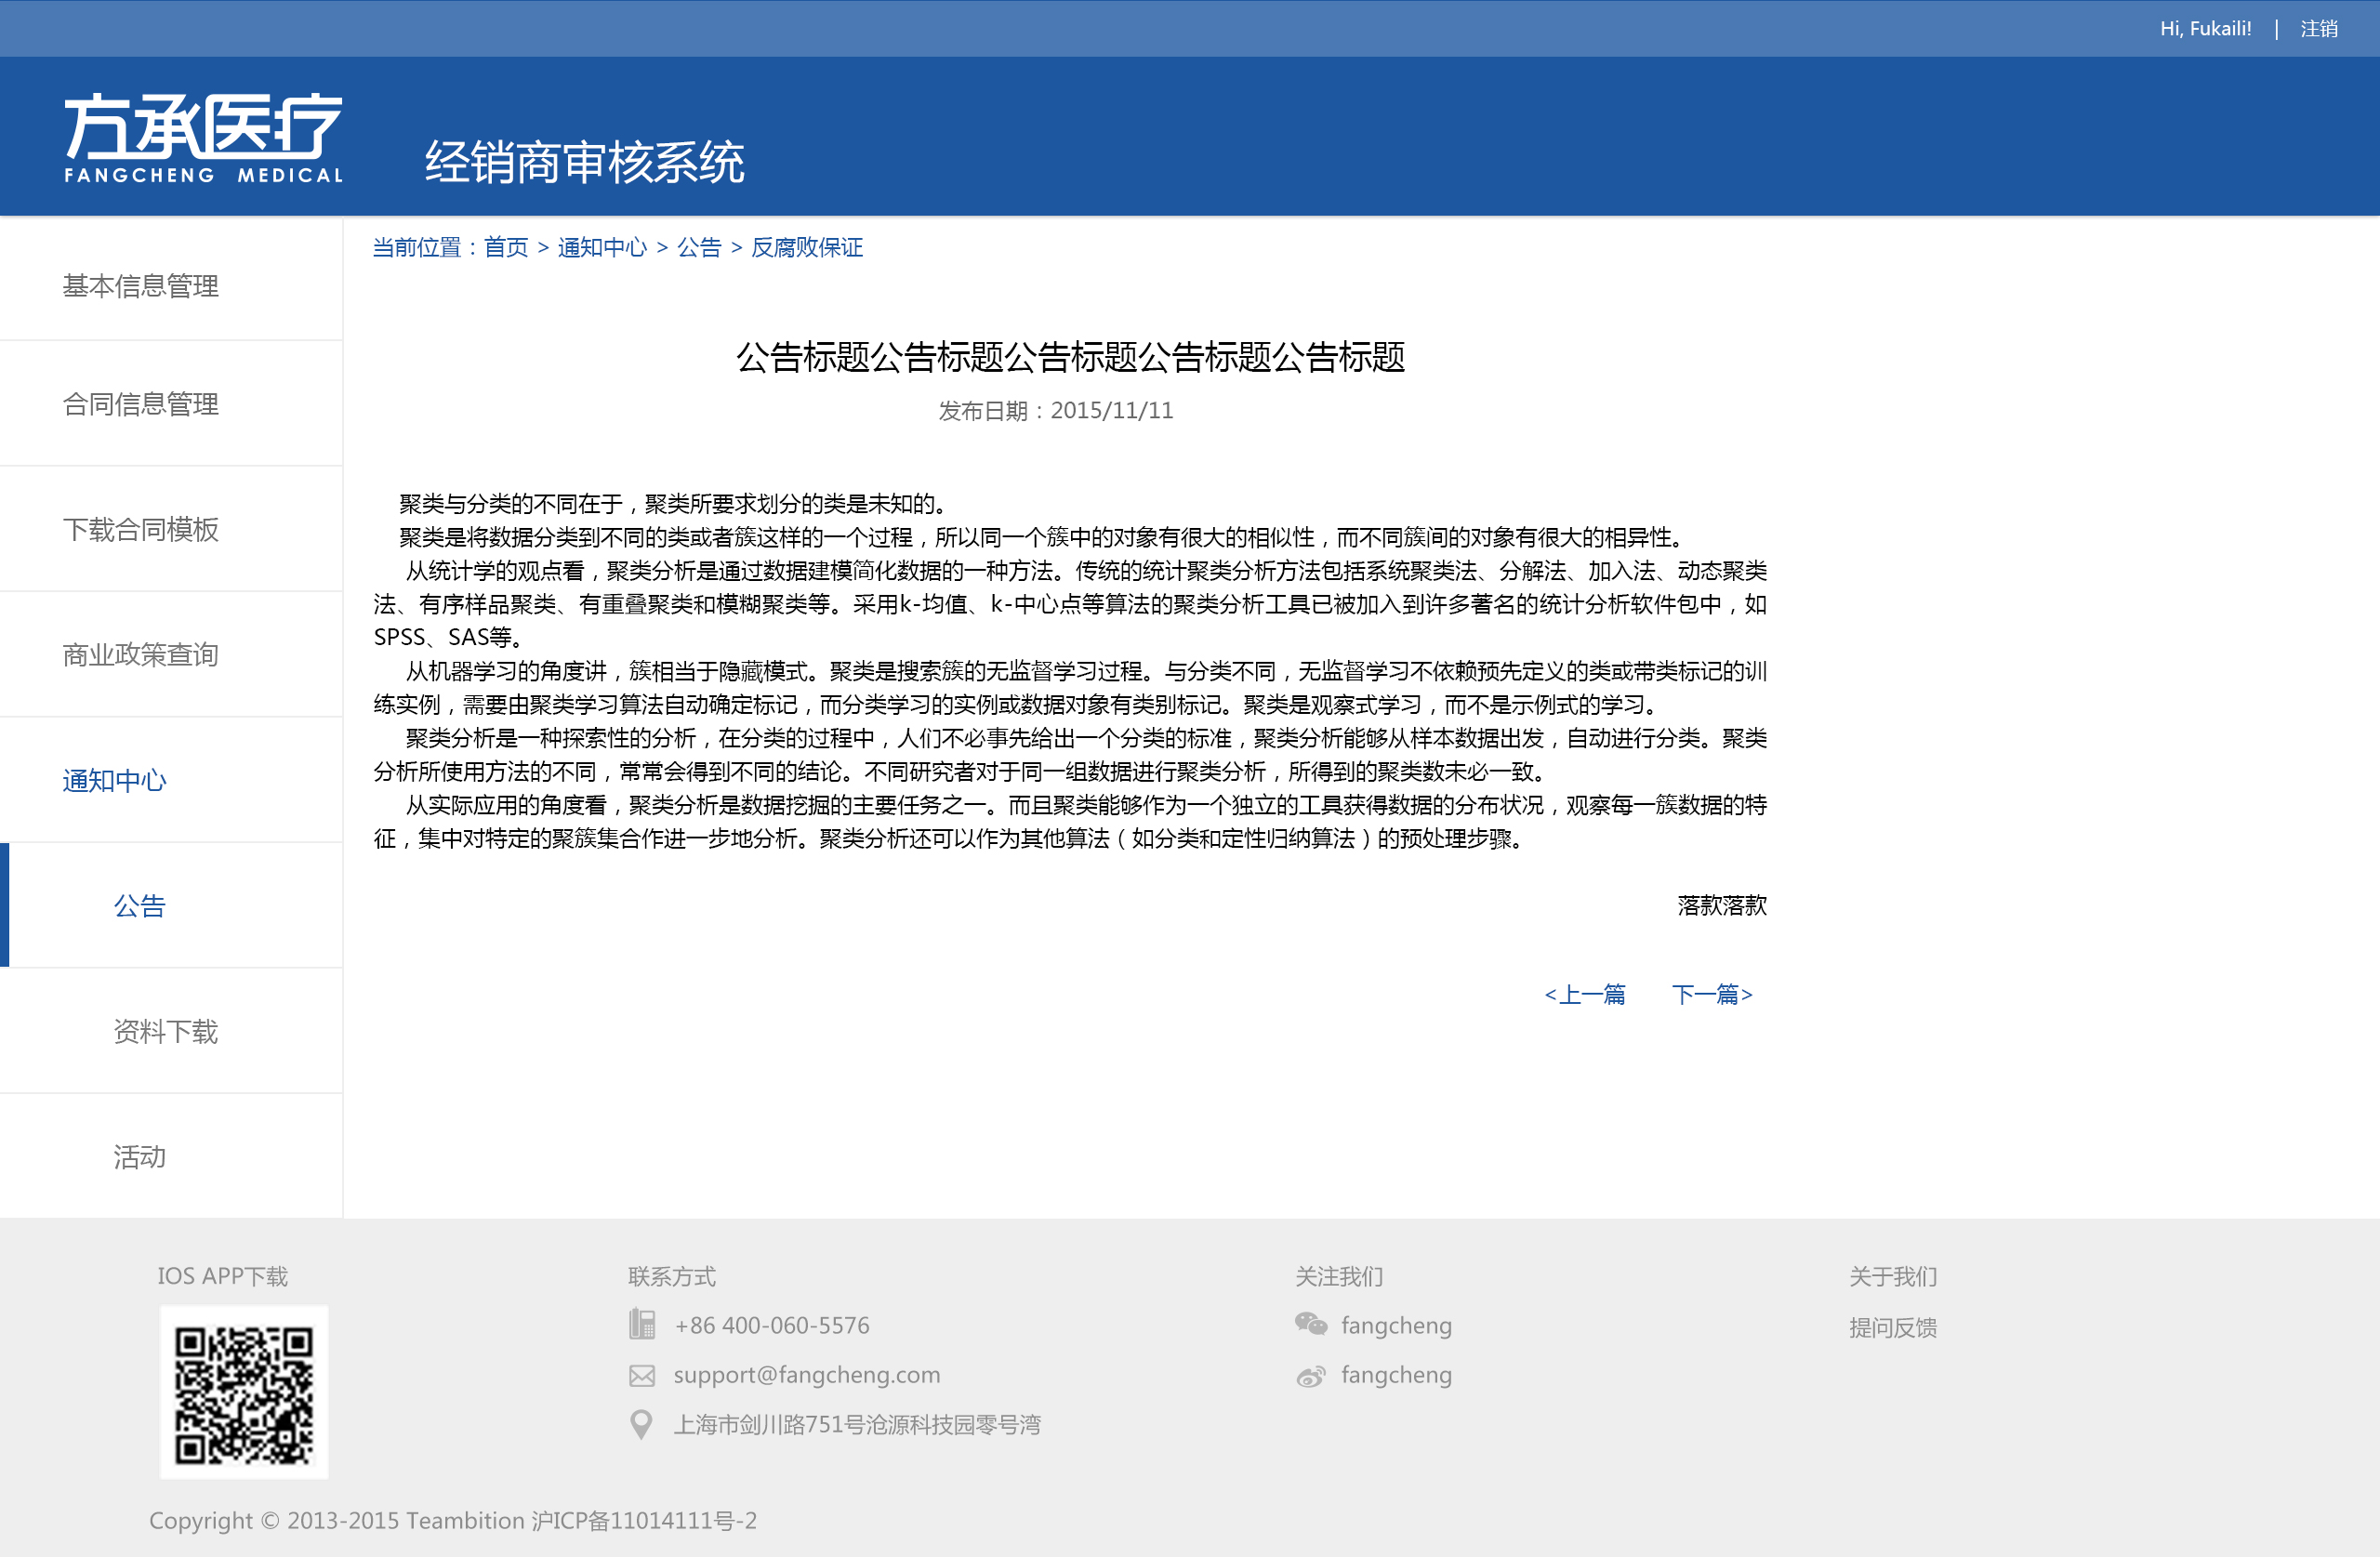 Hi, Fukaili! | 注销
方承医疗
FANGCHENG MEDICAL
经销商审核系统
当前位置：首页 > 通知中心 > 公告 > 反腐败保证
基本信息管理
合同信息管理
下载合同模板
商业政策查询
通知中心
公告
资料下载
活动
公告标题公告标题公告标题公告标题公告标题
发布日期：2015/11/11
聚类与分类的不同在于，聚类所要求划分的类是未知的。
聚类是将数据分类到不同的类或者簇这样的一个过程，所以同一个簇中的对象有很大的相似性，而不同簇间的对象有很大的相异性。
从统计学的观点看，聚类分析是通过数据建模简化数据的一种方法。传统的统计聚类分析方法包括系统聚类法、分解法、加入法、动态聚类
法、有序样品聚类、有重叠聚类和模糊聚类等。采用k-均值、k-中心点等算法的聚类分析工具已被加入到许多著名的统计分析软件包中，如
SPSS、SAS等。
从机器学习的角度讲，簇相当于隐藏模式。聚类是搜索簇的无监督学习过程。与分类不同，无监督学习不依赖预先定义的类或带类标记的训
练实例，需要由聚类学习算法自动确定标记，而分类学习的实例或数据对象有类别标记。聚类是观察式学习，而不是示例式的学习。
聚类分析是一种探索性的分析，在分类的过程中，人们不必事先给出一个分类的标准，聚类分析能够从样本数据出发，自动进行分类。聚类
分析所使用方法的不同，常常会得到不同的结论。不同研究者对于同一组数据进行聚类分析，所得到的聚类数未必一致。
从实际应用的角度看，聚类分析是数据挖掘的主要任务之一。而且聚类能够作为一个独立的工具获得数据的分布状况，观察每一簇数据的特
征，集中对特定的聚簇集合作进一步地分析。聚类分析还可以作为其他算法（如分类和定性归纳算法）的预处理步骤。
落款落款
<上一篇 下一篇>
IOS APP下载
联系方式
+86 400-060-5576
support@fangcheng.com
上海市剑川路751号沧源科技园零号湾
关注我们
fangcheng
fangcheng
关于我们
提问反馈
Copyright © 2013-2015 Teambition 沪ICP备11014111号-2